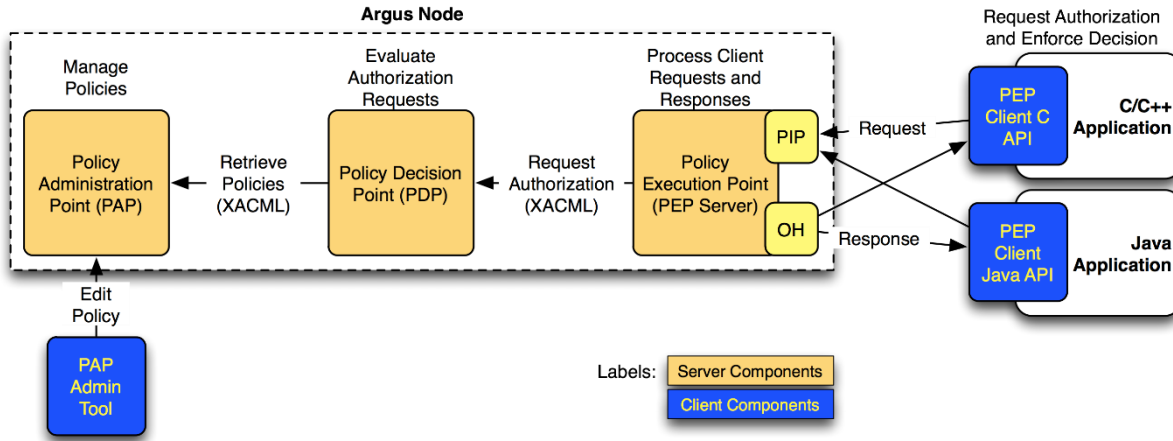 Argus Node
Request Authorization
and Enforce Decision
Manage
Policies
Evaluate
Authorization
Requests
Process Client
Requests and
Responses
Policy
Administration
Point (PAP)
Retrieve
Policies
(XACML)
Policy Decision
Point (PDP)
Request
Authorization
(XACML)
Policy
Execution Point
(PEP Server)
PIP
OH
Request
Response
PEP
Client C
API
C/C++
Application
PEP
Client
Java API
Java
Application
Edit
Policy
PAP
Admin
Tool
Labels:
Server Components
Client Components